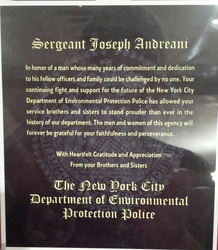 Sergeant Joseph Andreani
In honor of a man whose many years of commitment and dedication
to his fellow officers and family could be challenged by no one. Your
continuing fight and support for the future of the New York City
Department of Environmental Protection Police has allowed your
service brothers and sisters to stand prouder than ever in the
history of our department. The men and women of this agency will
forever be grateful for your faithfulness and perseverance.
With Heartfelt Gratitude and Appreciation
From your Brothers and Sisters
The New York City
Department of Environmental
Protection Police